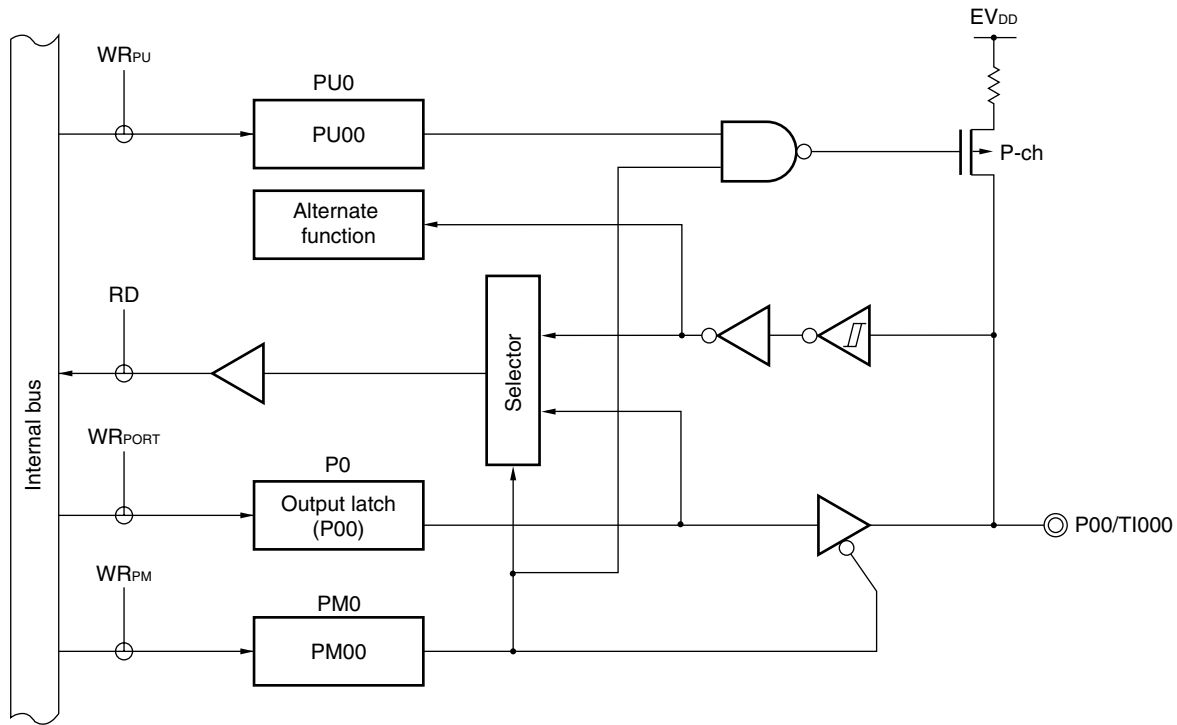 EVDD
WRPU
PU0
PU00
P-ch
Alternate
function
RD
Selector
Internal bus
WRPORT
P0
Output latch
(P00)
P00/TI000
WRPM
PM0
PM00